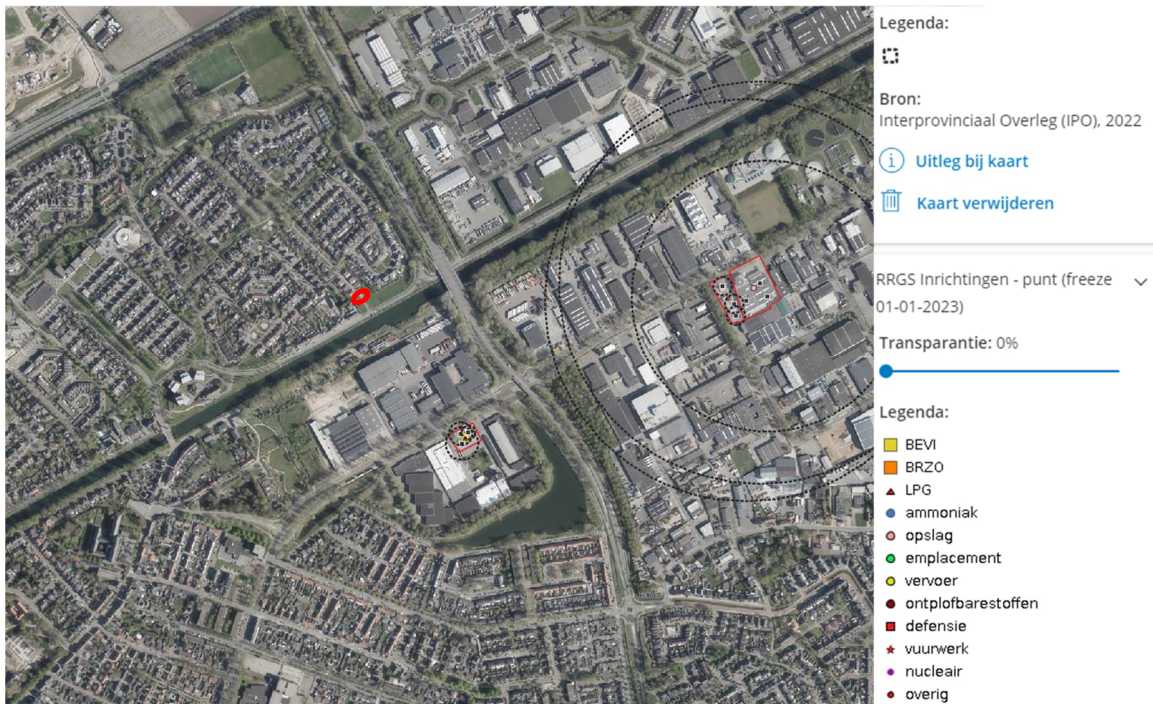 Legenda:
Bron:
Interprovinciaal Overleg (IPO), 2022
Uitleg bij kaart
Kaart verwijderen
RRGS Inrichtingen - punt (freeze
01-01-2023)
Transparantie: 0%
Legenda:
BEVI
BRZO
LPG
ammoniak
opslag
emplacement
vervoer
ontplofbarestoffen
defensie
vuurwerk
nucleair
overig